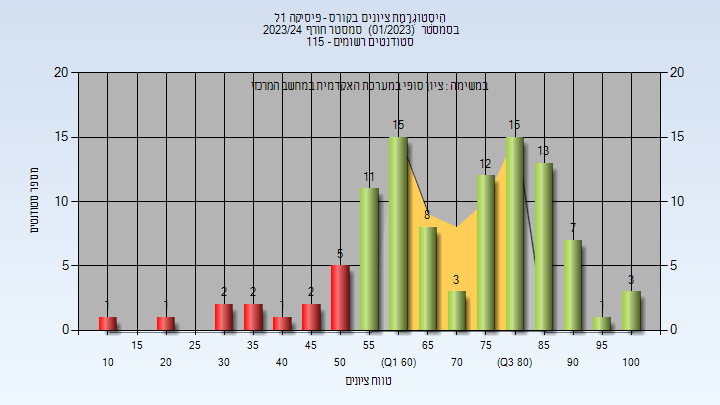 היסטוגרמת ציונים בקורס - פיסיקה 1ל
בסמסטר (01/2023) סמסטר חורף 2023/24
סטודנטים רשומים - 115
במשימה : ציון סופי במערכת האקדמית במחשב המרכזי
מספר סטודנטים
20 20
15 15
10 10
5 5
0 0
1 1 2 2 1 2 5 11 15 8 3 12 15 13 7 1 3
15 25 35 45 55 65 75 85 95
10 20 30 40 50 (Q1 60) 70 (Q3 80) 90 100
טווח ציונים